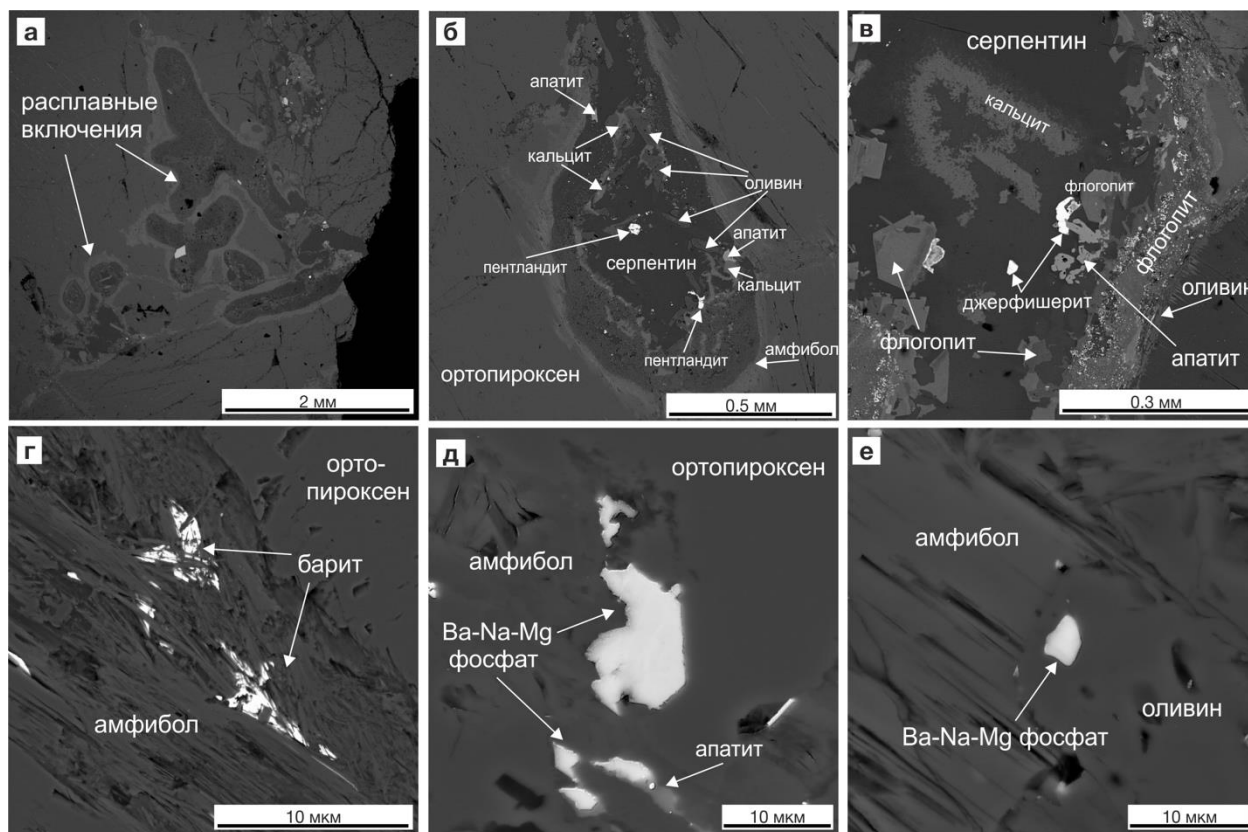 а
расплавные
включения
2 мм
б
апатит
кальцит
оливин
апатит
пентландит
серпентин
кальцит
пентландит
амфибол
ортопироксен
0.5 мм
в
серпентин
кальцит
флогопит
флогопит
джерфишерит
оливин
флогопит
апатит
0.3 мм
г
орто-
пироксен
барит
амфибол
10 мкм
д
ортопироксен
амфибол
Ba-Na-Mg
фосфат
апатит
10 мкм
е
амфибол
оливин
Ba-Na-Mg фосфат
10 мкм